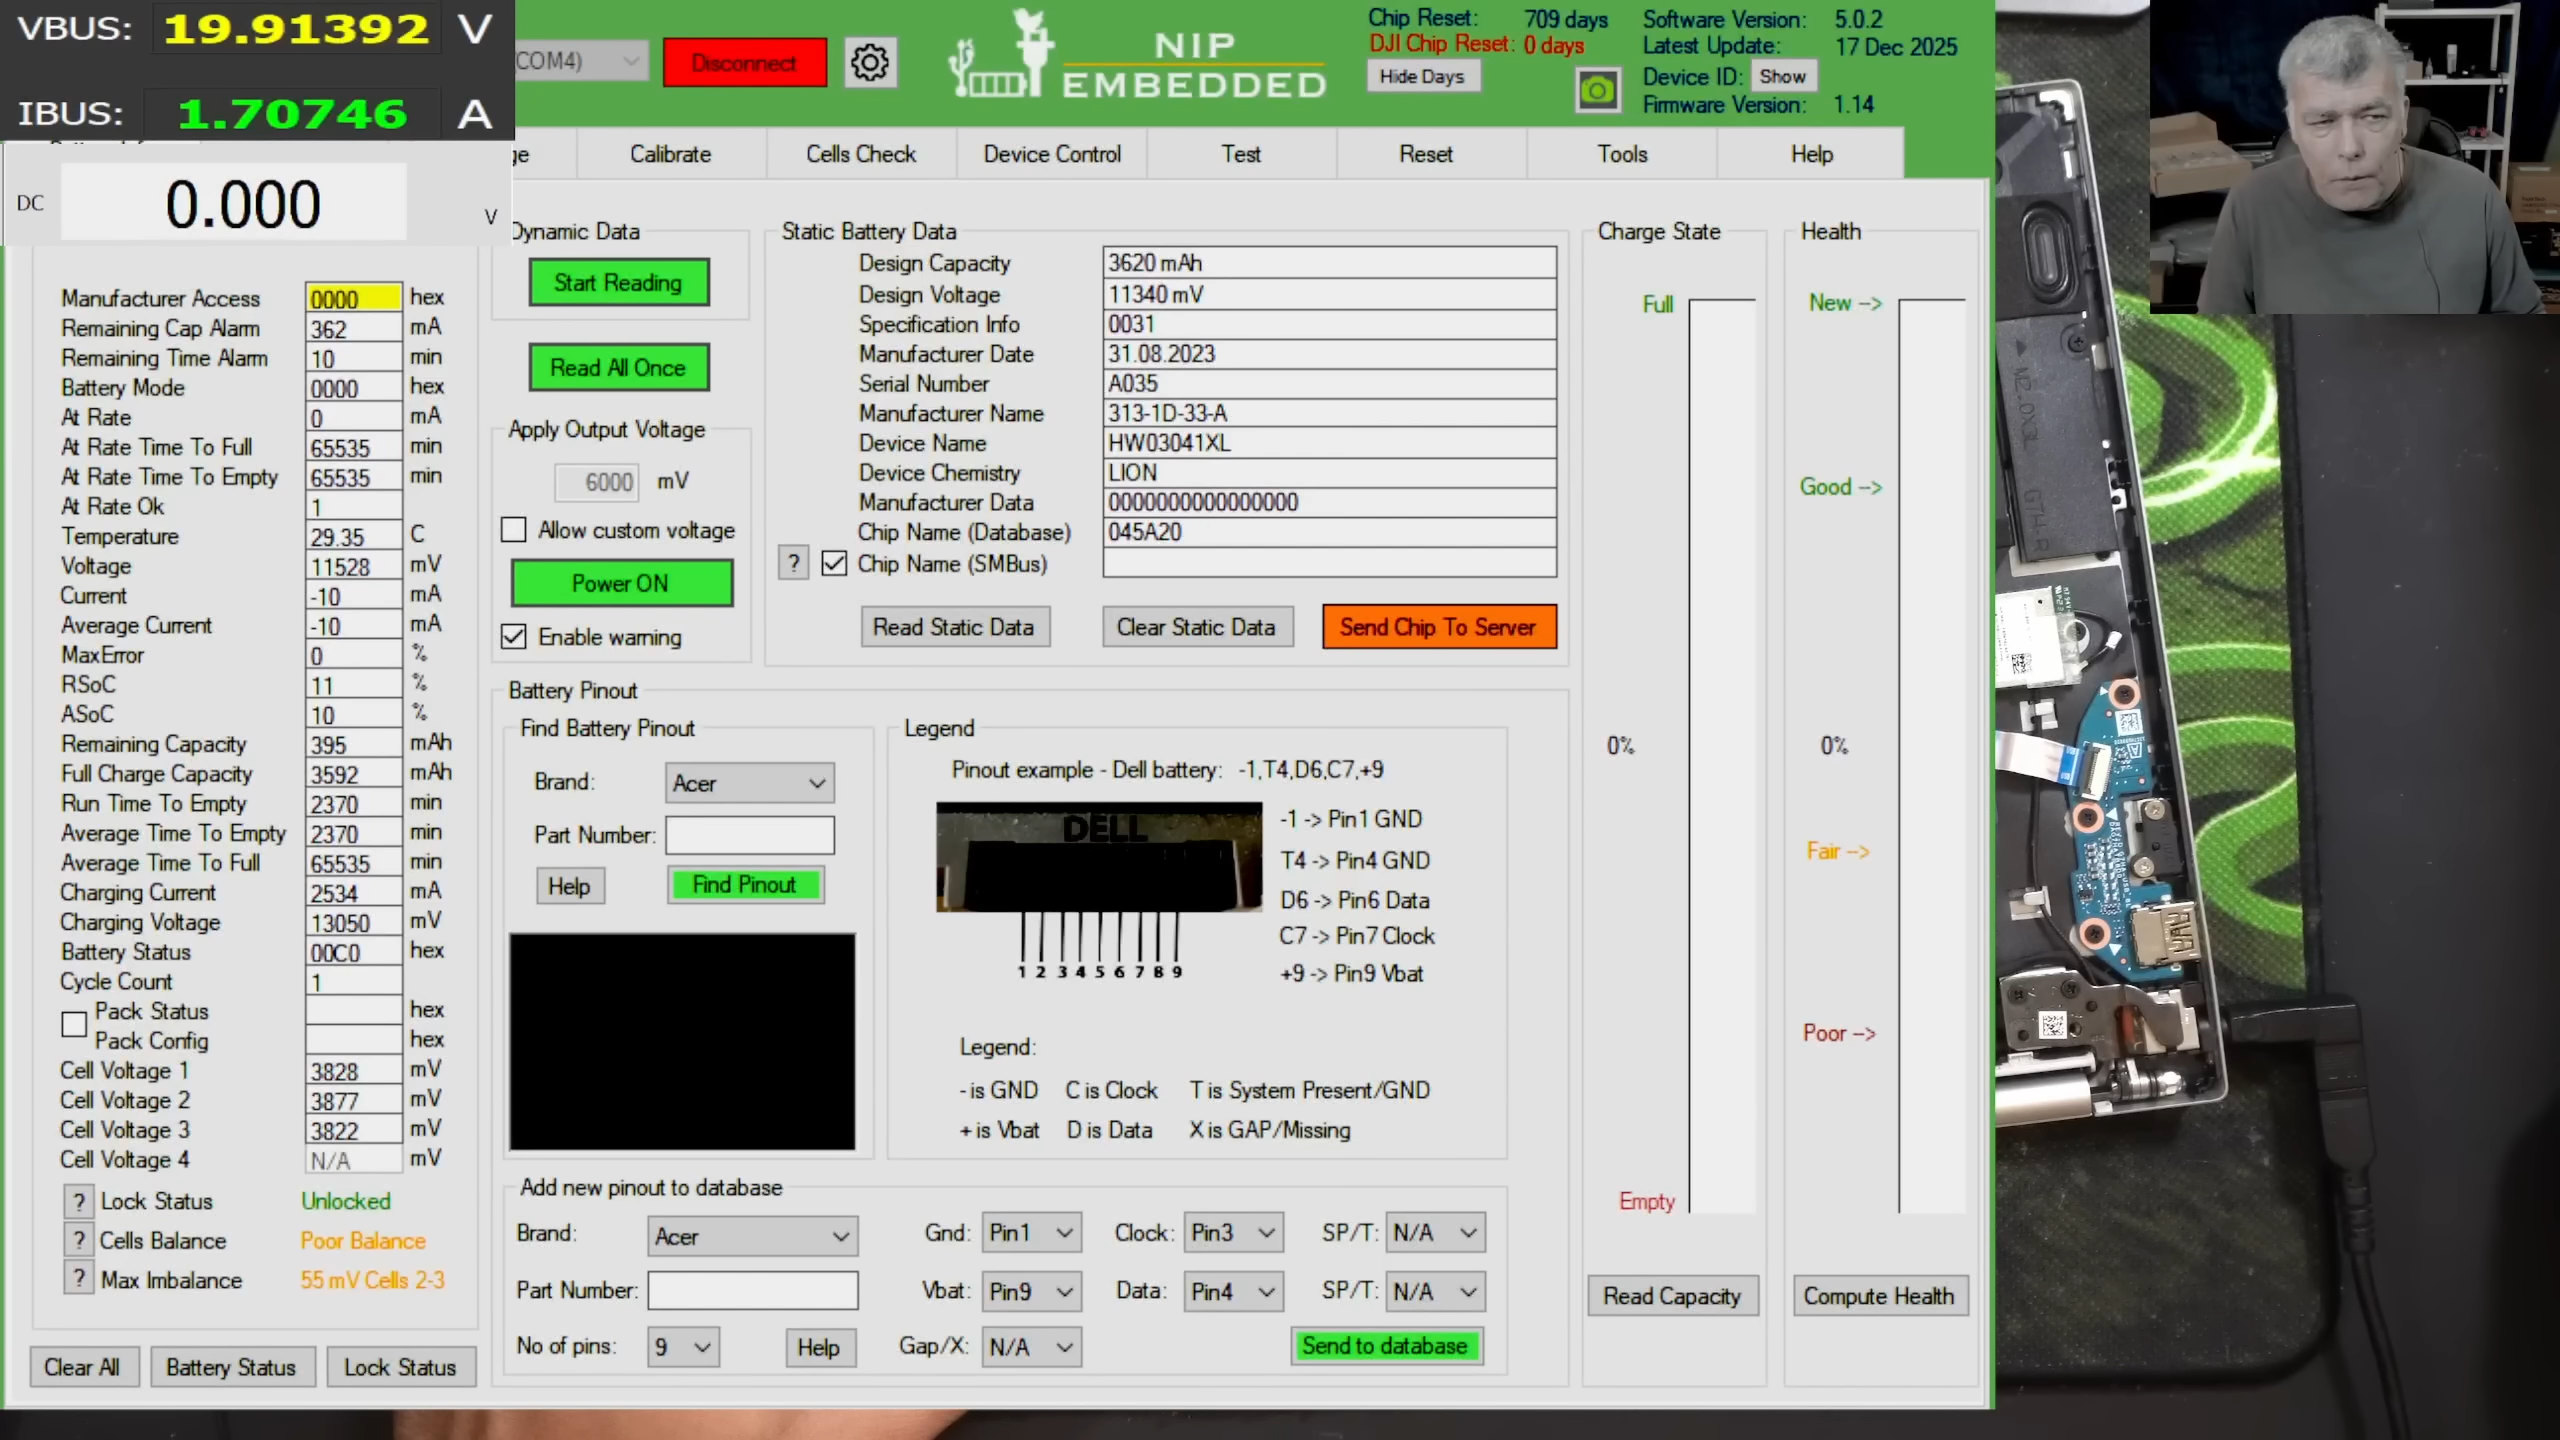 VBUS: 19.91392 V
IBUS: 1.70746 A
DC 0.000 V
COM4)
Disconnect
NIP
EMBEDDED
Chip Reset: 709 days
DJI Chip Reset: 0 days
Hide Days
Software Version: 5.0.2
Latest Update: 17 Dec 2025
Device ID: Show
Firmware Version: 1.14
ge
Calibrate
Cells Check
Device Control
Test
Reset
Tools
Help
Manufacturer Access 0000 hex
Remaining Cap Alarm 362 mA
Remaining Time Alarm 10 min
Battery Mode 0000 hex
At Rate 0 mA
At Rate Time To Full 65535 min
At Rate Time To Empty 65535 min
At Rate Ok 1
Temperature 29.35 C
Voltage 11528 mV
Current -10 mA
Average Current -10 mA
MaxError 0 %
RSoC 11 %
ASoC 10 %
Remaining Capacity 395 mAh
Full Charge Capacity 3592 mAh
Run Time To Empty 2370 min
Average Time To Empty 2370 min
Average Time To Full 65535 min
Charging Current 2534 mA
Charging Voltage 13050 mV
Battery Status 00C0 hex
Cycle Count 1
Pack Status hex
Pack Config hex
Cell Voltage 1 3828 mV
Cell Voltage 2 3877 mV
Cell Voltage 3 3822 mV
Cell Voltage 4 N/A mV
? Lock Status Unlocked
? Cells Balance Poor Balance
? Max Imbalance 55 mV Cells 2-3
Clear All
Battery Status
Lock Status
Dynamic Data
Start Reading
Read All Once
Apply Output Voltage
6000 mV
Allow custom voltage
Power ON
Enable warning
Static Battery Data
Design Capacity 3620 mAh
Design Voltage 11340 mV
Specification Info 0031
Manufacturer Date 31.08.2023
Serial Number A035
Manufacturer Name 313-1D-33-A
Device Name HW03041XL
Device Chemistry LION
Manufacturer Data 0000000000000000
Chip Name (Database) 045A20
? Chip Name (SMBus)
Read Static Data
Clear Static Data
Send Chip To Server
Battery Pinout
Find Battery Pinout
Brand: Acer
Part Number:
Help
Find Pinout
Legend
Pinout example - Dell battery: -1,T4,D6,C7,+9
DELL
1 2 3 4 5 6 7 8 9
-1 -> Pin1 GND
T4 -> Pin4 GND
D6 -> Pin6 Data
C7 -> Pin7 Clock
+9 -> Pin9 Vbat
Legend:
- is GND C is Clock T is System Present/GND
+ is Vbat D is Data X is GAP/Missing
Add new pinout to database
Brand: Acer
Part Number:
No of pins: 9
Help
Gnd: Pin1
Clock: Pin3
SP/T: N/A
Vbat: Pin9
Data: Pin4
SP/T: N/A
Gap/X: N/A
Send to database
Charge State
Full
0%
Empty
Read Capacity
Health
New -->
Good -->
0%
Fair -->
Poor -->
Compute Health